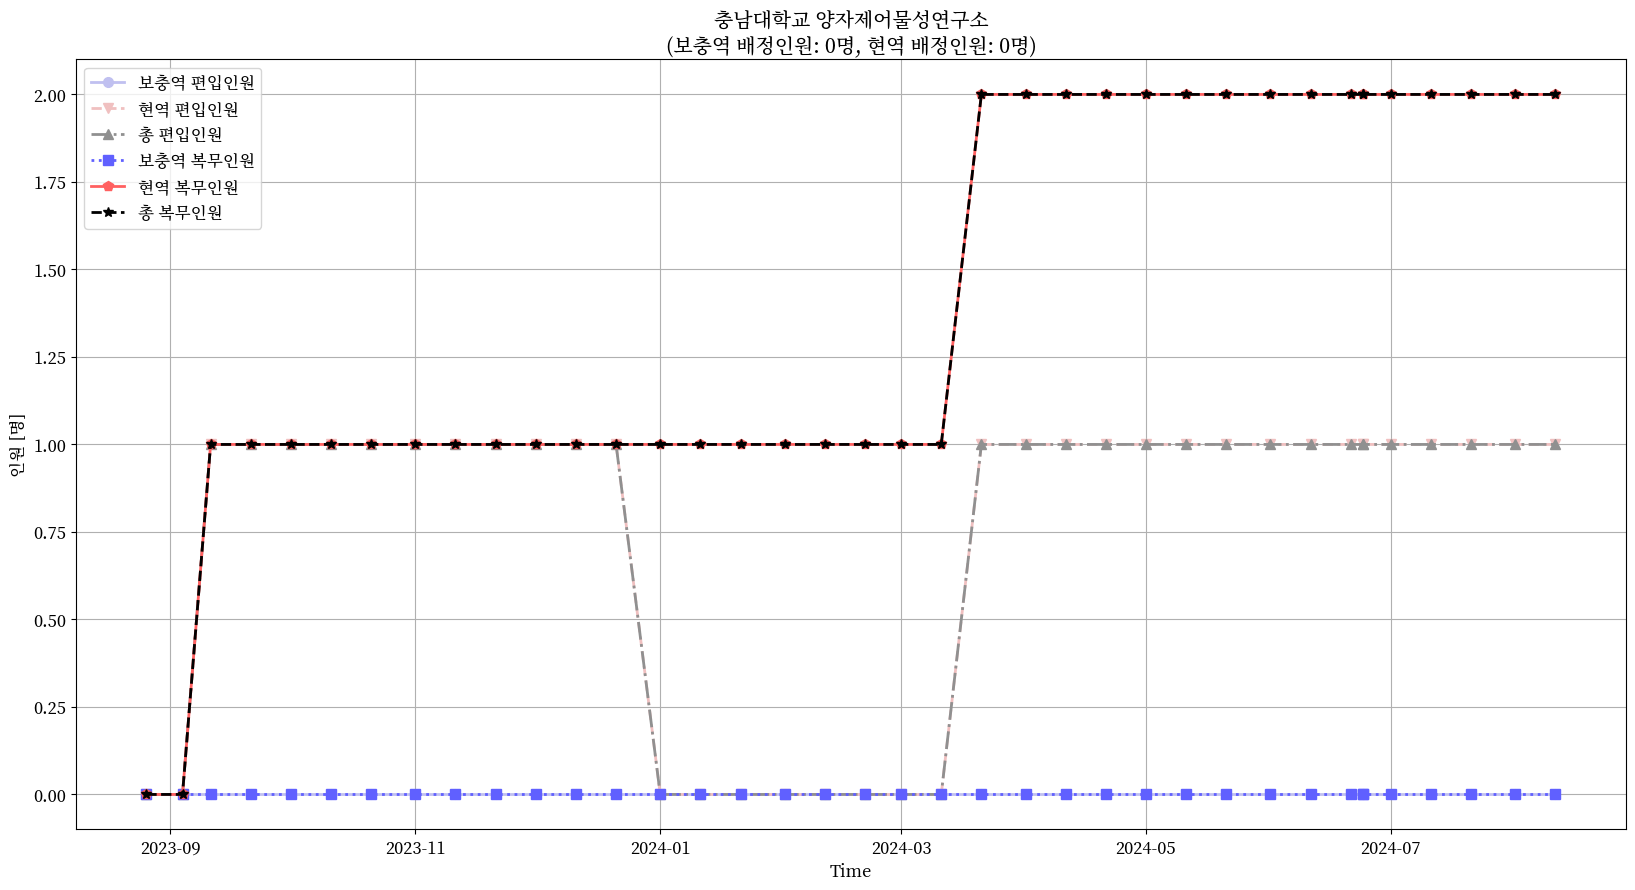 충남대학교 양자제어물성연구소
(보충역 배정인원: 0명, 현역 배정인원: 0명)
보충역 편입인원
현역 편입인원
총 편입인원
보충역 복무인원
현역 복무인원
총 복무인원
2.00
1.75
1.50
1.25
1.00
0.75
0.50
0.25
0.00
인원 [명]
2023-09
2023-11
2024-01
2024-03
2024-05
2024-07
Time